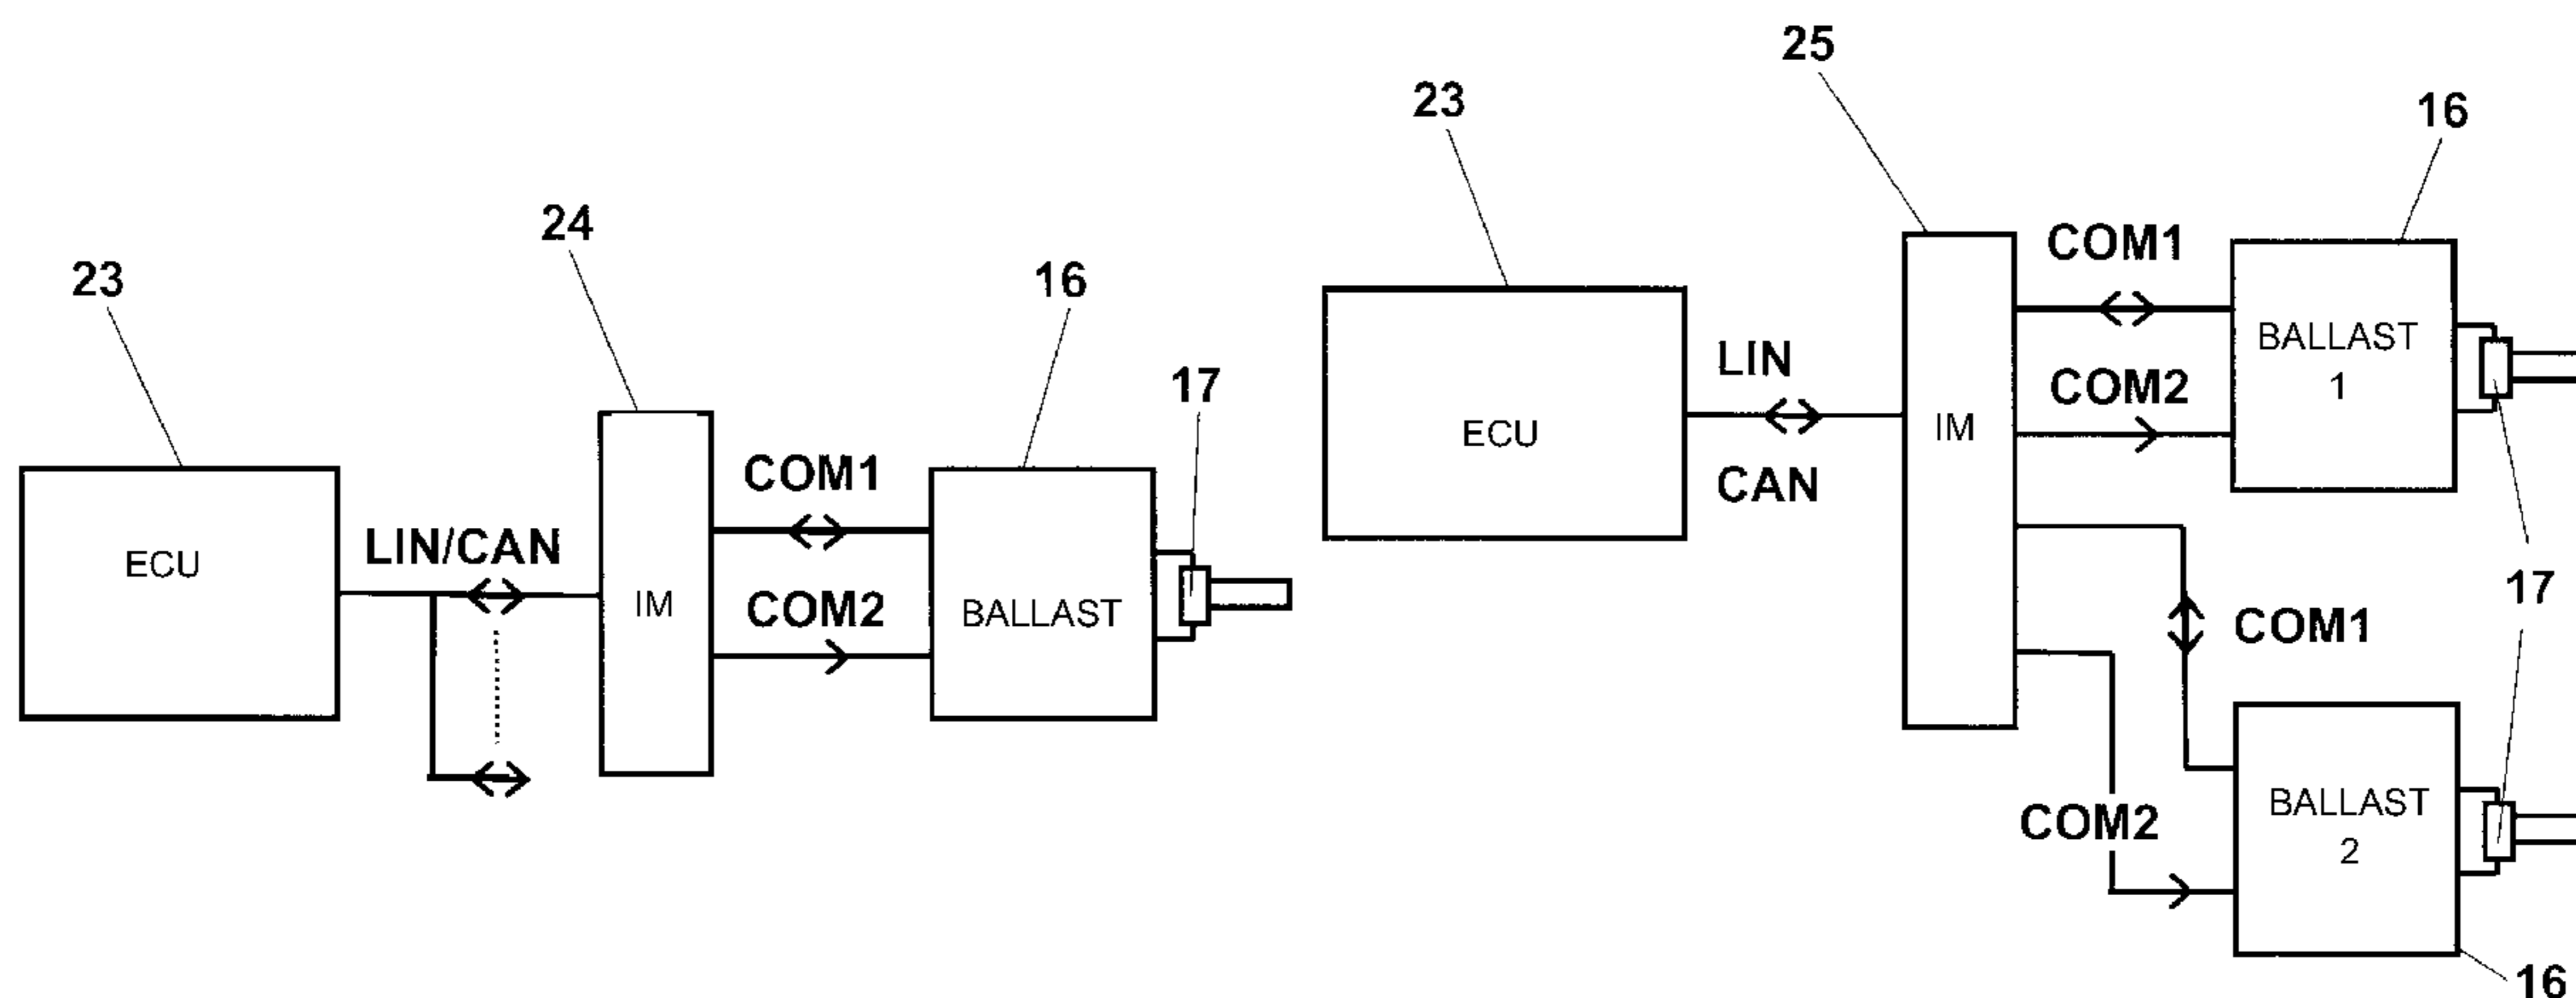 23
24
16
17
ECU
LIN/CAN
IM
COM1
COM2
BALLAST
23
25
16
ECU
LIN
CAN
IM
COM1
COM2
BALLAST
1
17
COM1
COM2
BALLAST
2
16